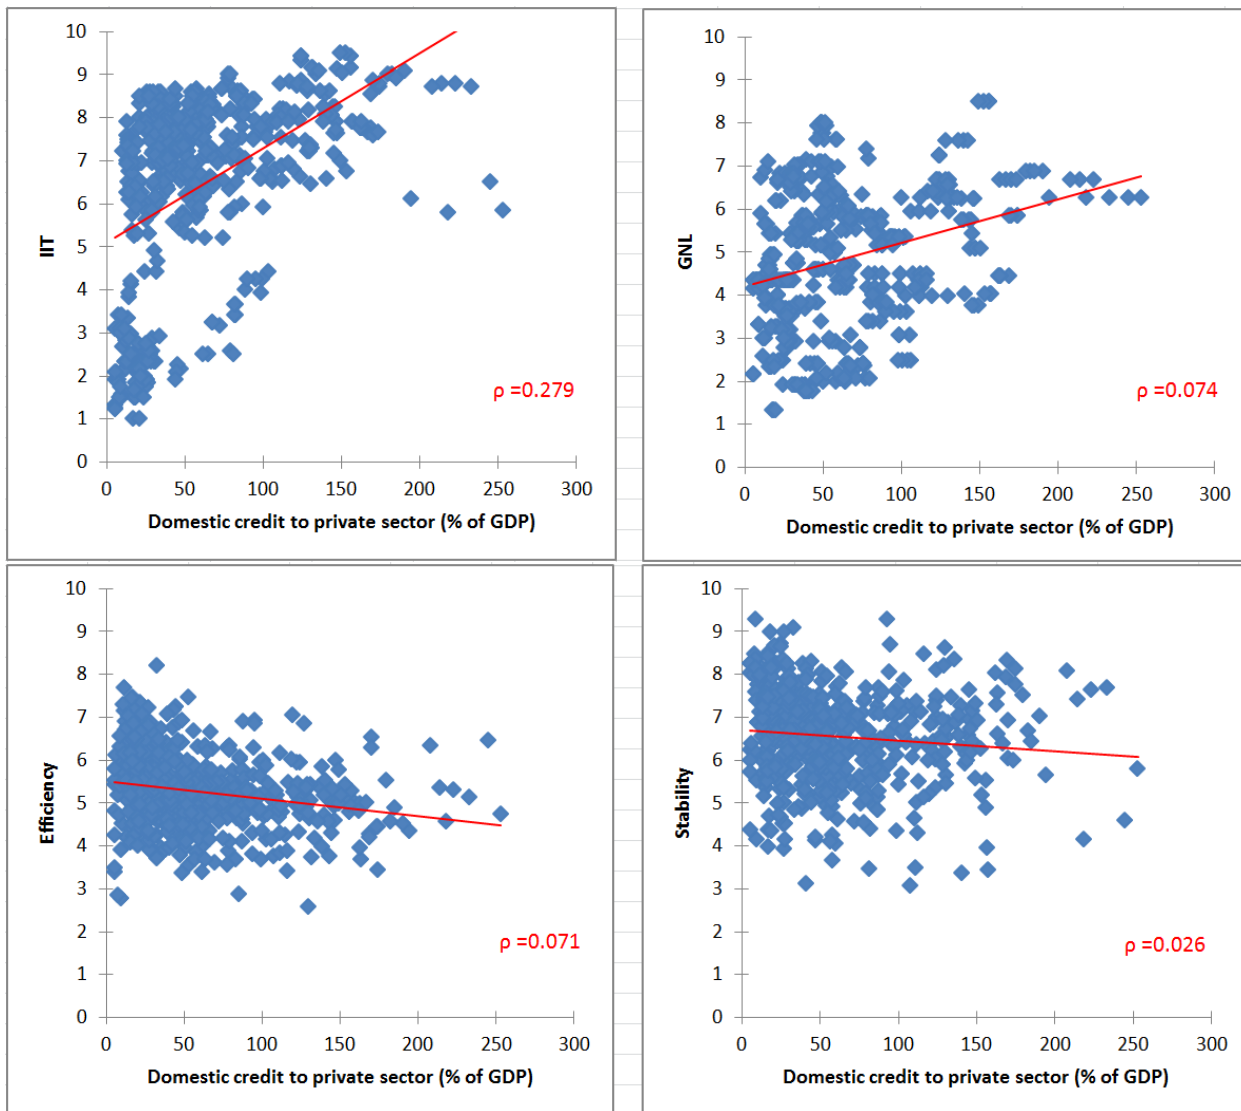 10
9
8
7
6
5
4
3
2
1
0
IIT
ρ =0.279
0 50 100 150 200 250 300
Domestic credit to private sector (% of GDP)
10
9
8
7
6
5
4
3
2
1
0
GNL
ρ =0.074
0 50 100 150 200 250 300
Domestic credit to private sector (% of GDP)
10
9
8
7
6
5
4
3
2
1
0
Efficiency
ρ =0.071
0 50 100 150 200 250 300
Domestic credit to private sector (% of GDP)
10
9
8
7
6
5
4
3
2
1
0
Stability
ρ =0.026
0 50 100 150 200 250 300
Domestic credit to private sector (% of GDP)